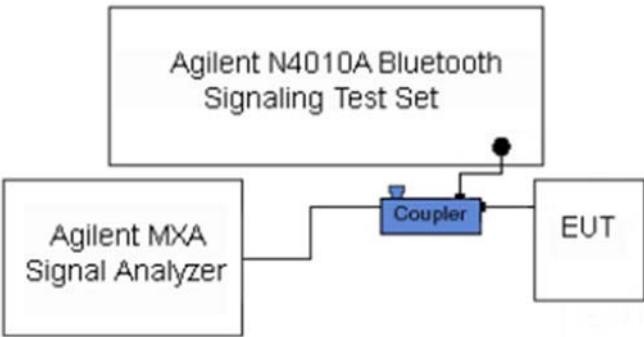 Agilent N4010A Bluetooth
Signaling Test Set
Agilent MXA
Signal Analyzer
Coupler
EUT